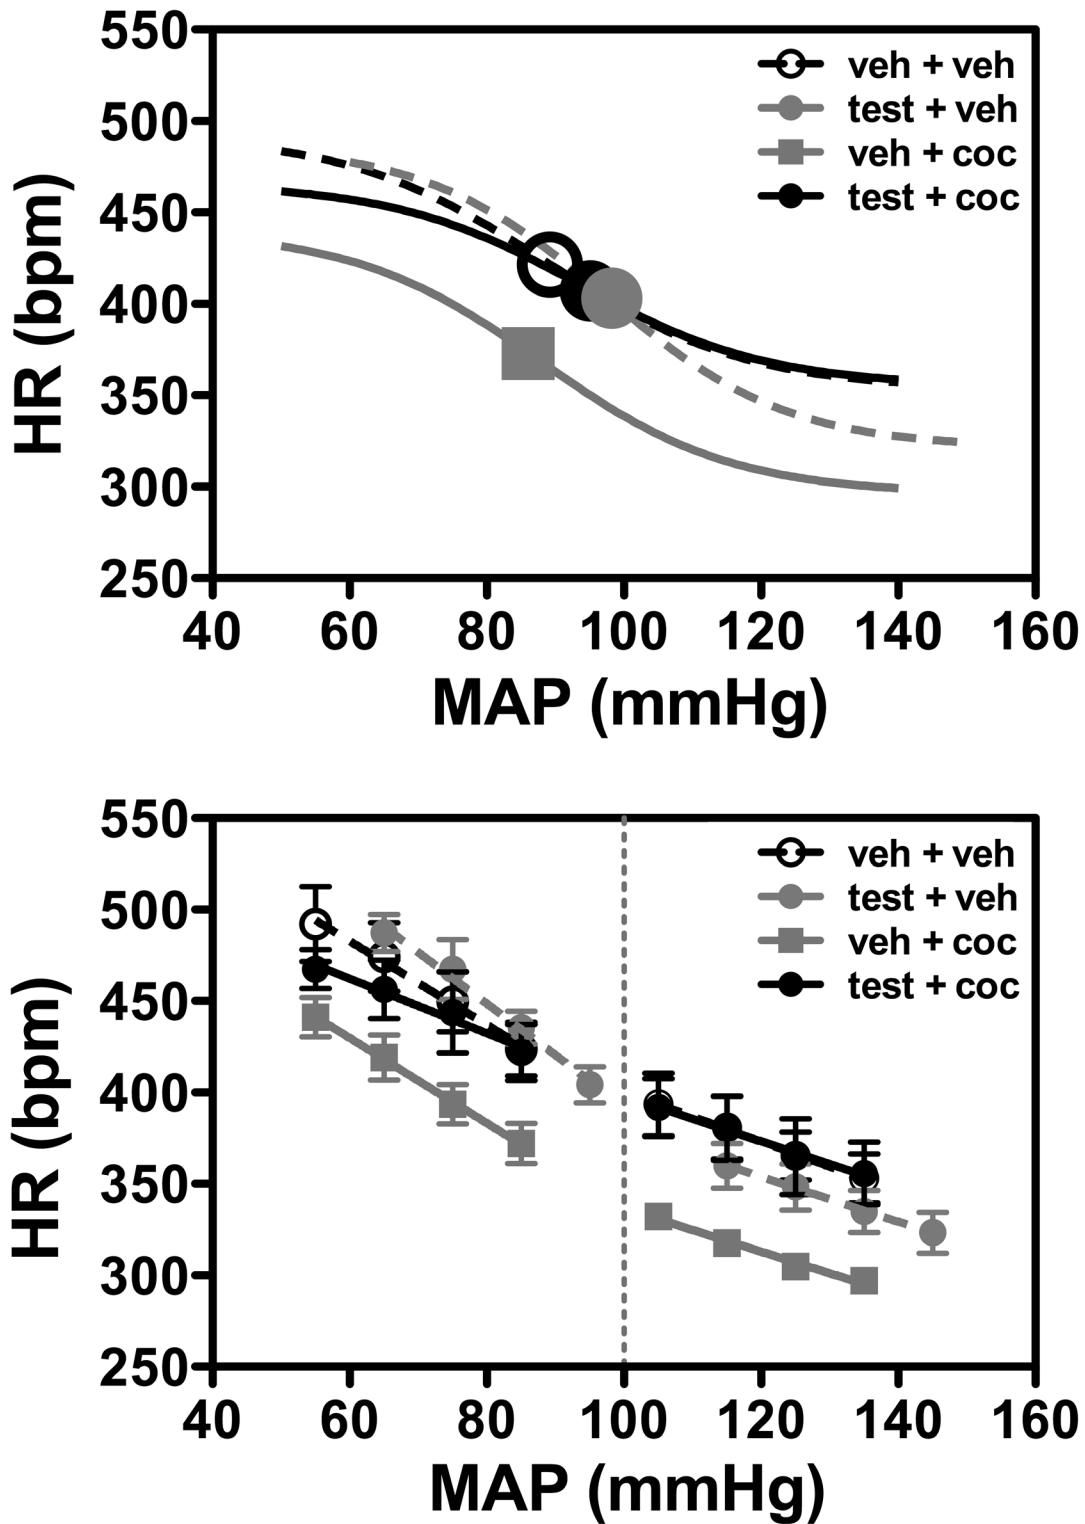 550
500
450
400
350
300
250
HR (bpm)
veh + veh
test + veh
veh + coc
test + coc
40 60 80 100 120 140 160
MAP (mmHg)
550
500
450
400
350
300
250
HR (bpm)
veh + veh
test + veh
veh + coc
test + coc
40 60 80 100 120 140 160
MAP (mmHg)